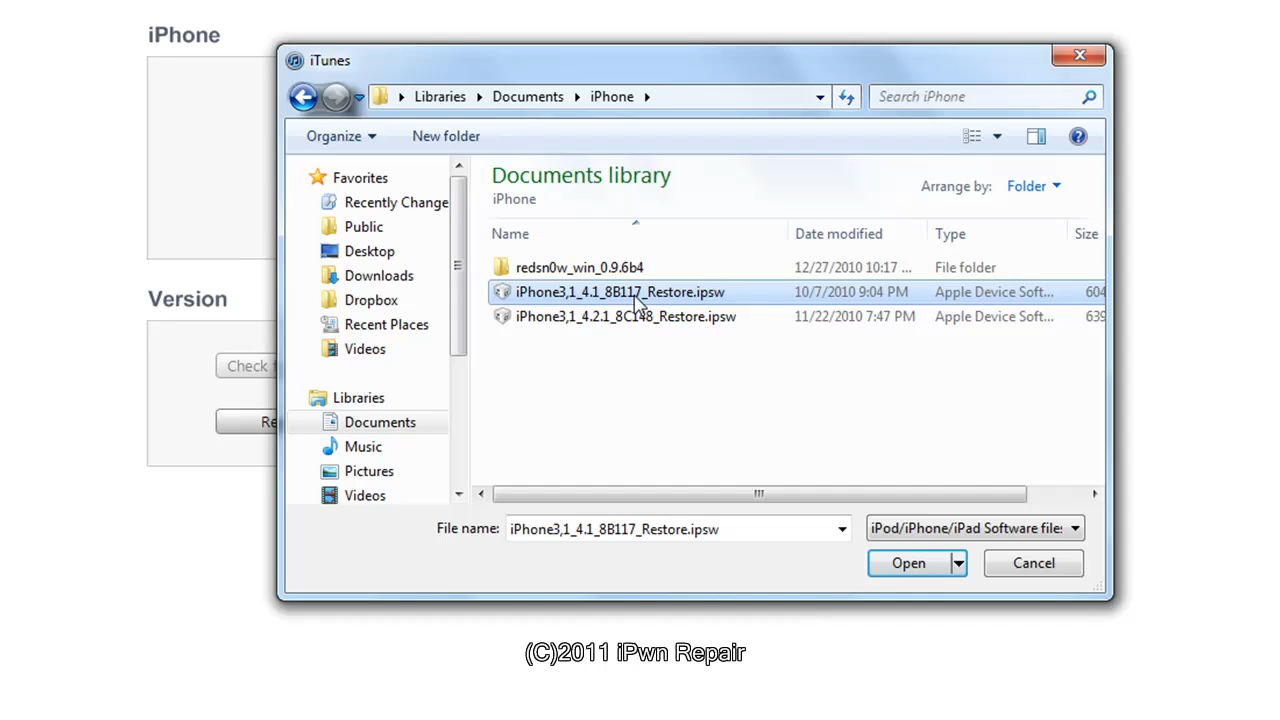 iPhone
iTunes
Libraries Documents iPhone
Search iPhone
Organize New folder
Favorites
Recently Change
Public
Desktop
Downloads
Dropbox
Recent Places
Videos
Libraries
Documents
Music
Pictures
Videos
Documents library
iPhone
Arrange by: Folder
Name Date modified Type Size
redsn0w_win_0.9.6b4 12/27/2010 10:17 ... File folder
iPhone3,1_4.1_8B117_Restore.ipsw 10/7/2010 9:04 PM Apple Device Soft... 604
iPhone3,1_4.2.1_8C148_Restore.ipsw 11/22/2010 7:47 PM Apple Device Soft... 639
Version
Check f
Re
File name: iPhone3,1_4.1_8B117_Restore.ipsw iPod/iPhone/iPad Software files
Open Cancel
(C)2011 iPwn Repair